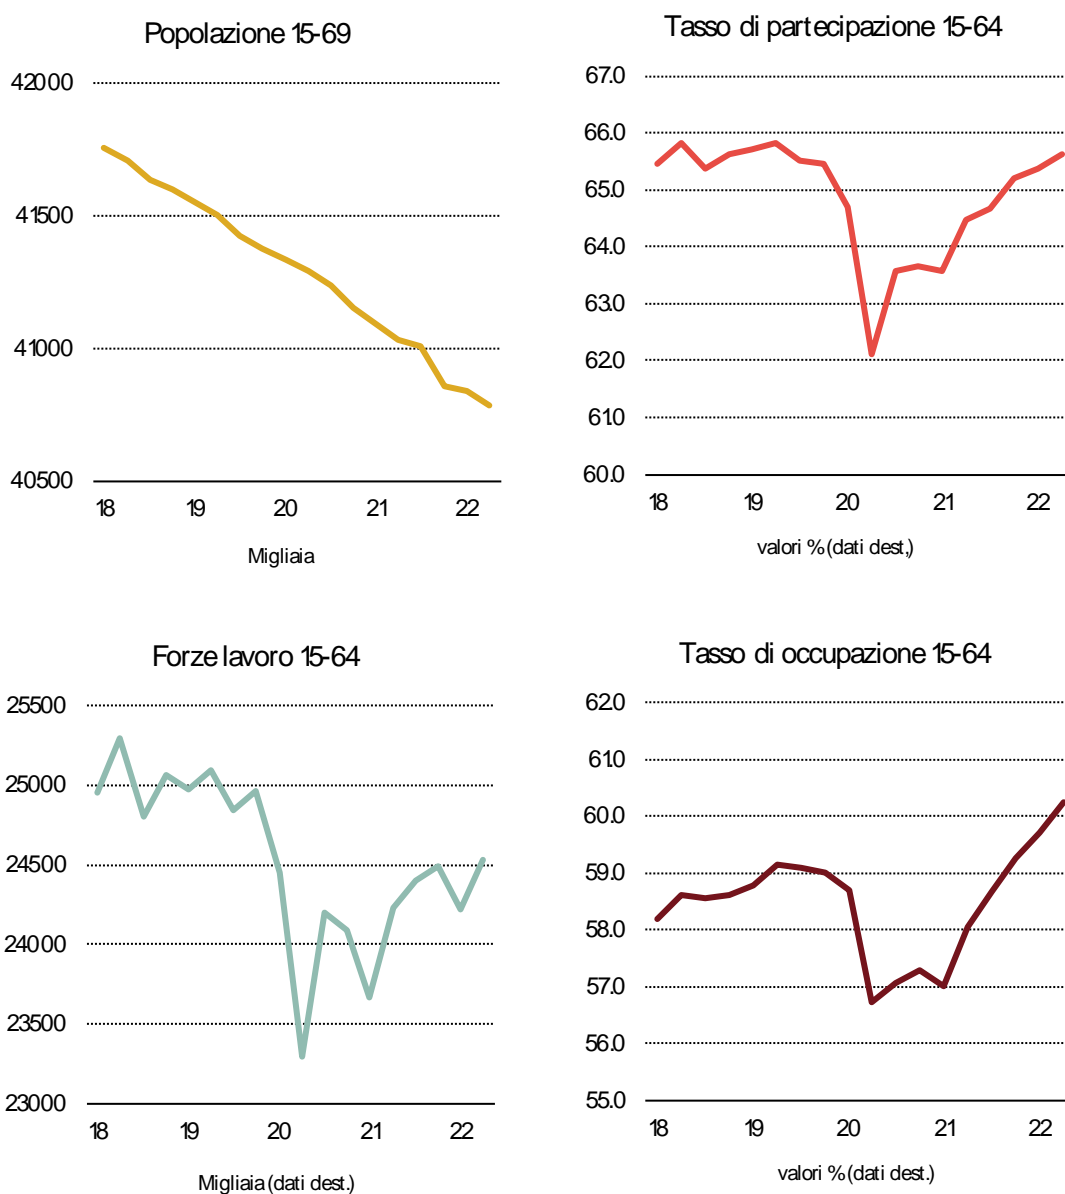 Popolazione 15-69
42000
41500
41000
40500
18 19 20 21 22
Migliaia
Tasso di partecipazione 15-64
67.0
66.0
65.0
64.0
63.0
62.0
61.0
60.0
18 19 20 21 22
valori % (dati dest,)
Forze lavoro 15-64
25500
25000
24500
24000
23500
23000
18 19 20 21 22
Migliaia (dati dest.)
Tasso di occupazione 15-64
62.0
61.0
60.0
59.0
58.0
57.0
56.0
55.0
18 19 20 21 22
valori % (dati dest.)